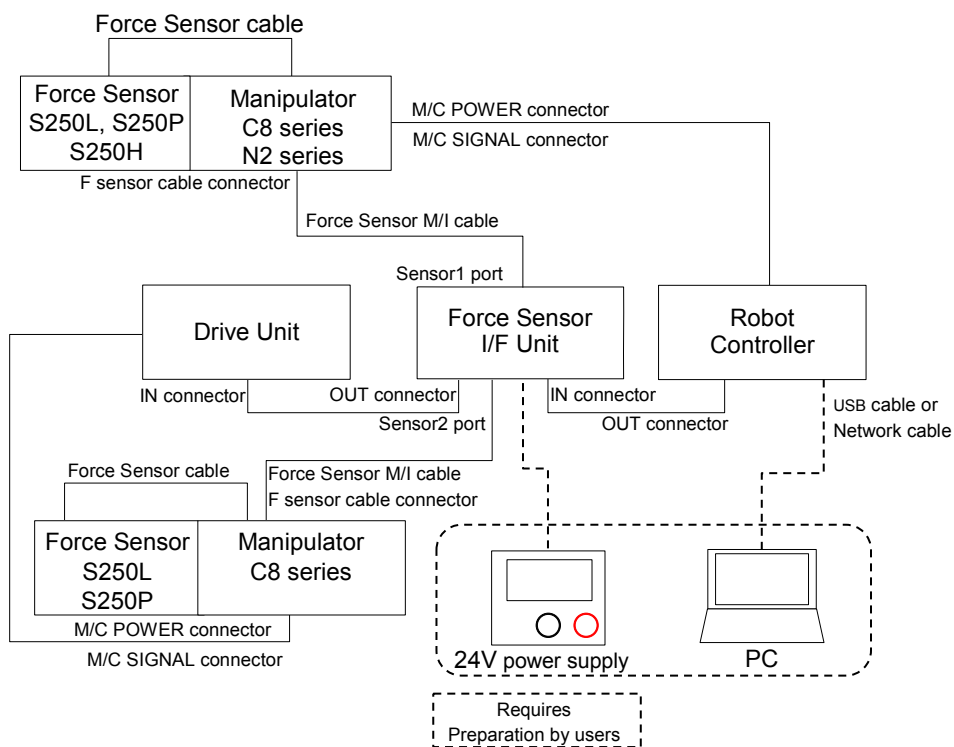 Force Sensor cable
Force Sensor
S250L, S250P
S250H
Manipulator
C8 series
N2 series
M/C POWER connector
M/C SIGNAL connector
F sensor cable connector
Force Sensor M/I cable
Sensor1 port
Drive Unit
Force Sensor
I/F Unit
Robot
Controller
IN connector
OUT connector
IN connector
OUT connector
USB cable or
Network cable
Sensor2 port
Force Sensor cable
Force Sensor M/I cable
F sensor cable connector
Force Sensor
S250L
S250P
Manipulator
C8 series
M/C POWER connector
M/C SIGNAL connector
24V power supply
PC
Requires
Preparation by users